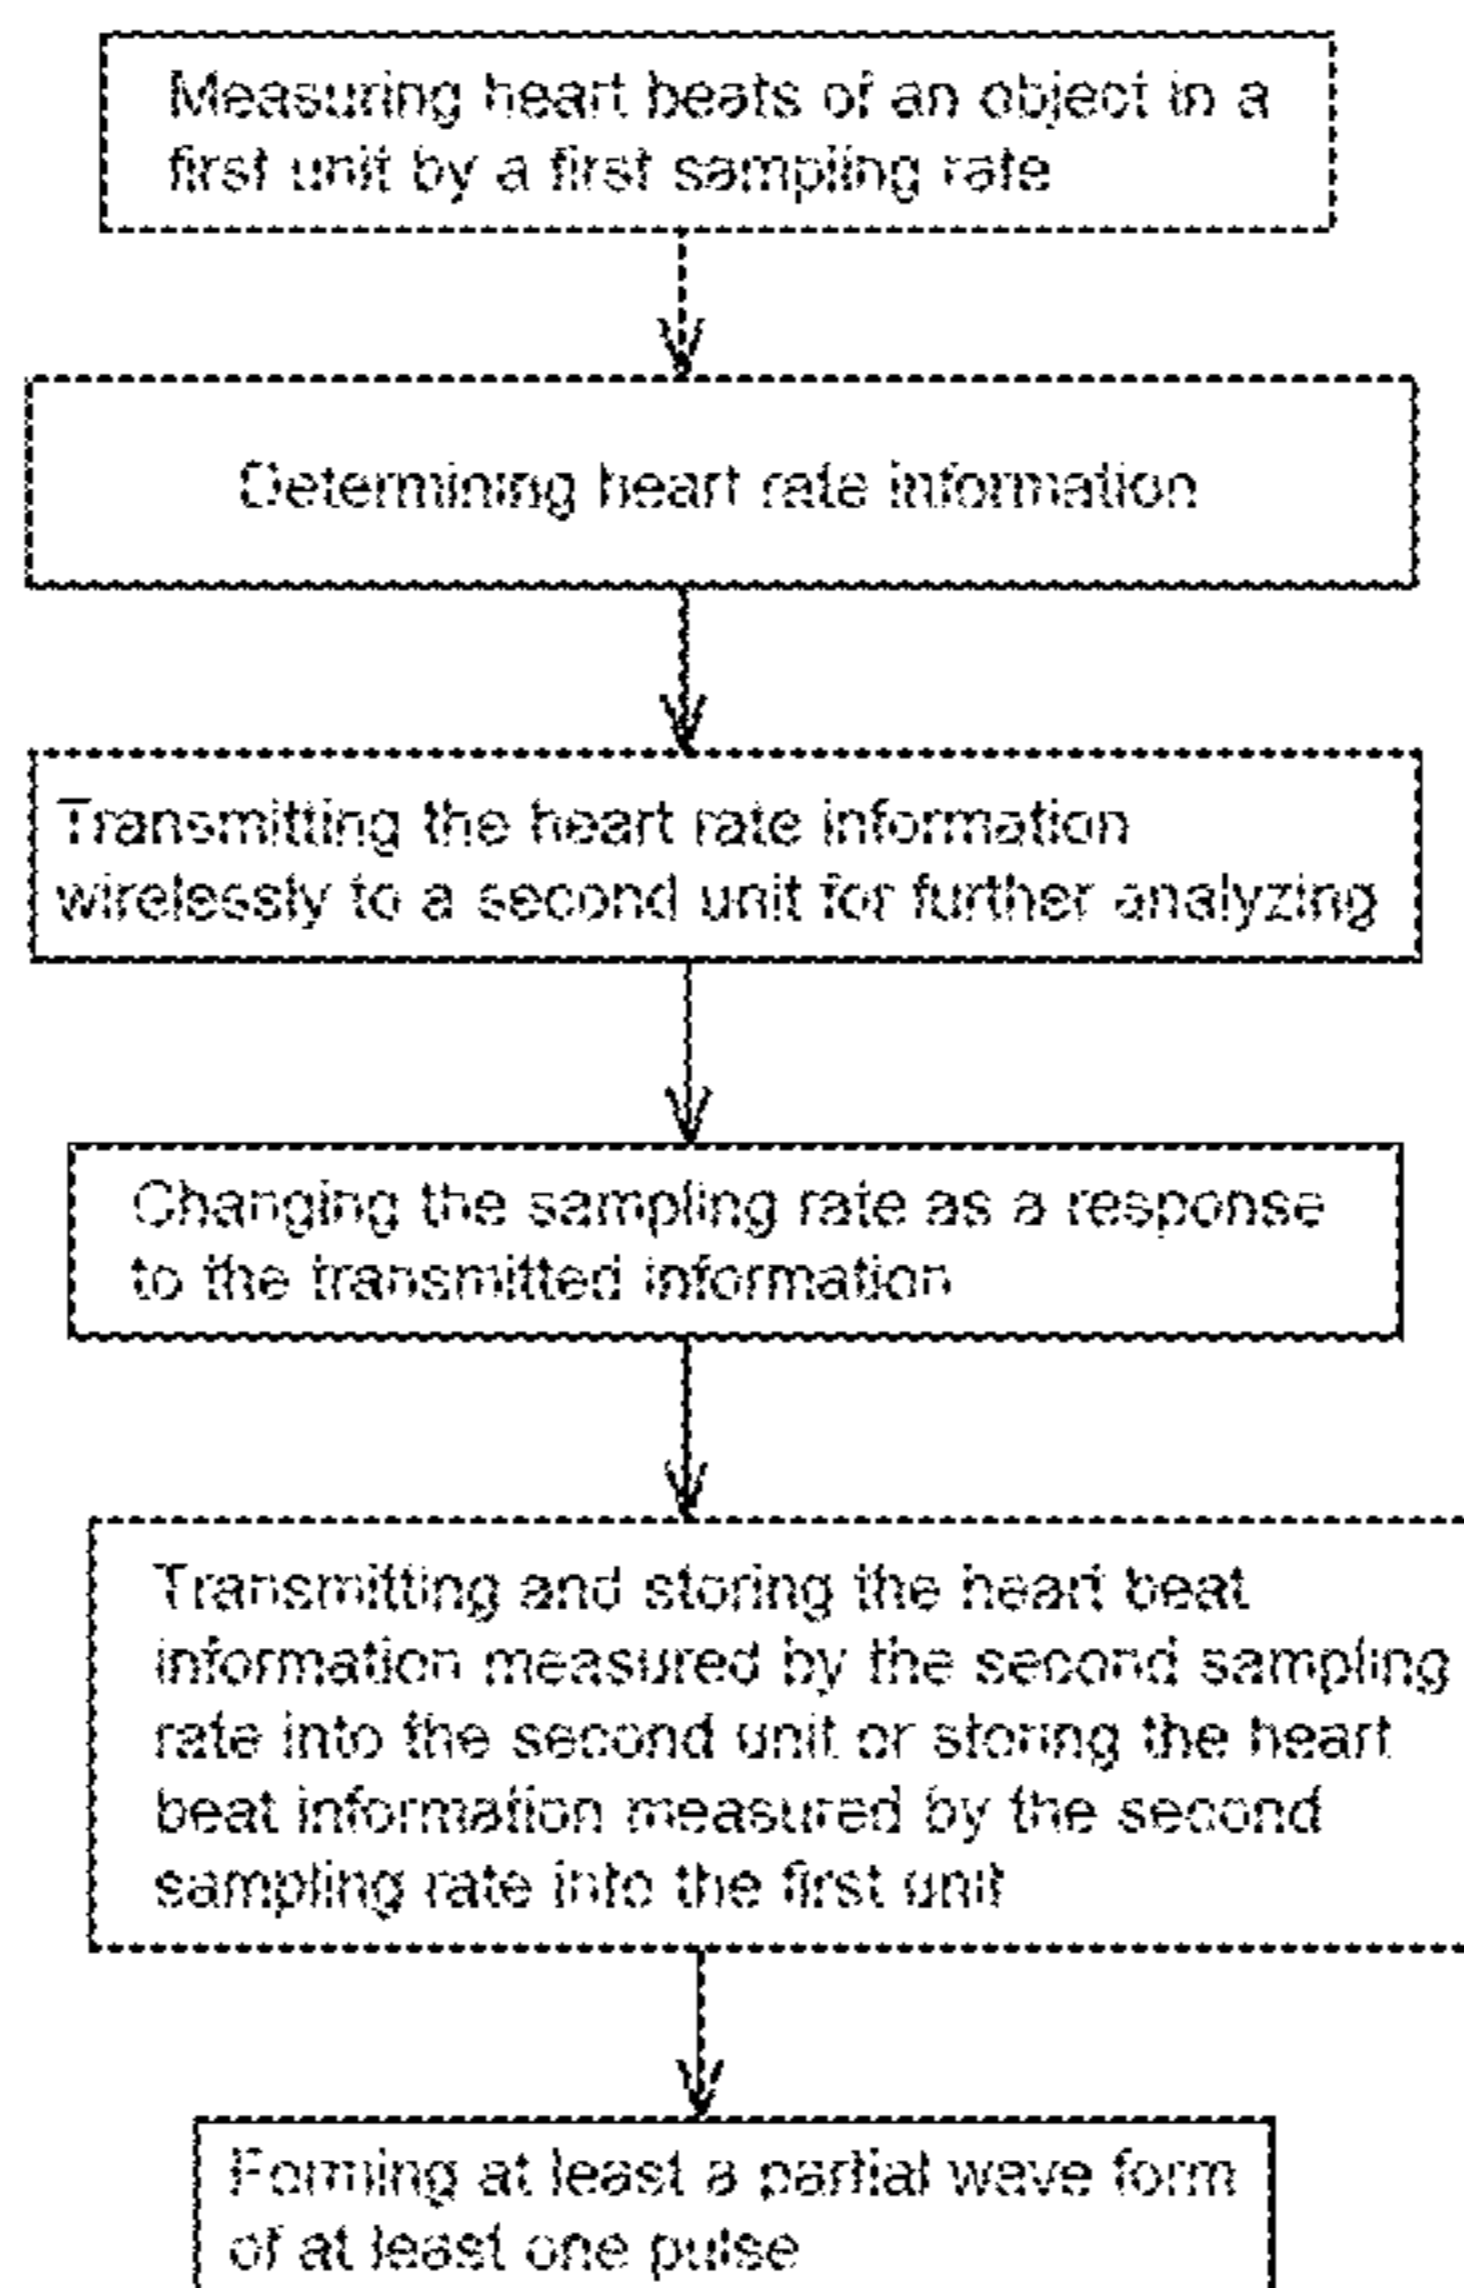 Measuring heart beats of an object in a
first unit by a first sampling rate
Determining heart rate information
Transmitting the heart rate information
wirelessly to a second unit for further analyzing
Changing the sampling rate as a response
to the transmitted information
Transmitting and storing the heart beat
information measured by the second sampling
rate into the second unit or storing the heart
beat information measured by the second
sampling rate into the first unit
Forming at least a partial wave form
of at least one pulse